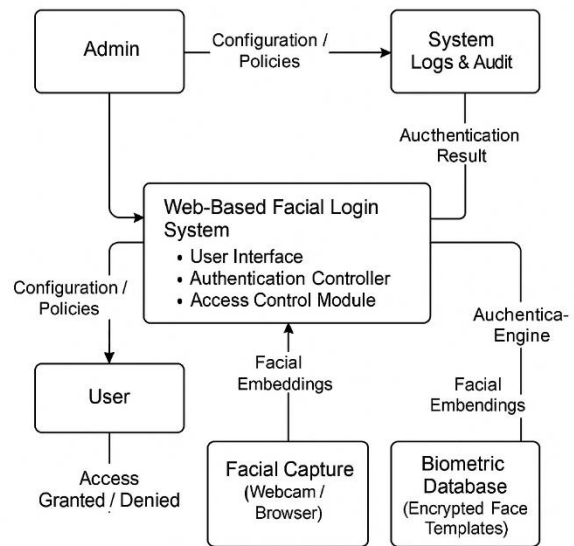 Admin
Configuration /
Policies
System
Logs & Audit
Aucthentication
Result
Web-Based Facial Login
System
• User Interface
• Authentication Controller
• Access Control Module
Configuration /
Policies
Auchentica-
Engine
User
Facial
Embeddings
Facial
Embendings
Access
Granted / Denied
Facial Capture
(Webcam /
Browser)
Biometric
Database
(Encrypted Face
Templates)